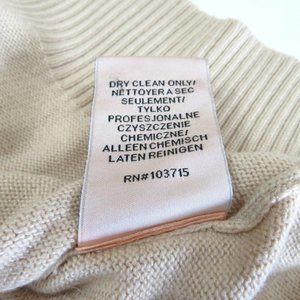 DRY CLEAN ONLY/
NETTOYER A SEC
SEULEMENT/
TYLKO
PROFESJONALNE
CZYSZCZENIE
CHEMICZNE/
ALLEEN CHEMISCH
LATEN REINIGEN
RN#103715